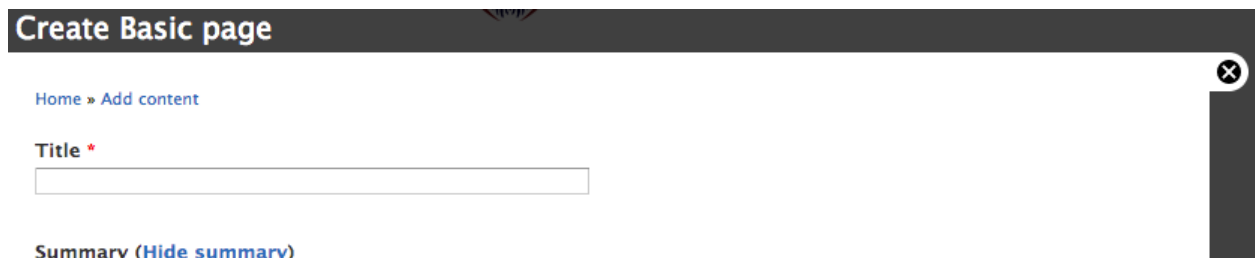 Create Basic page
Home » Add content
Title *
Summary (Hide summary)